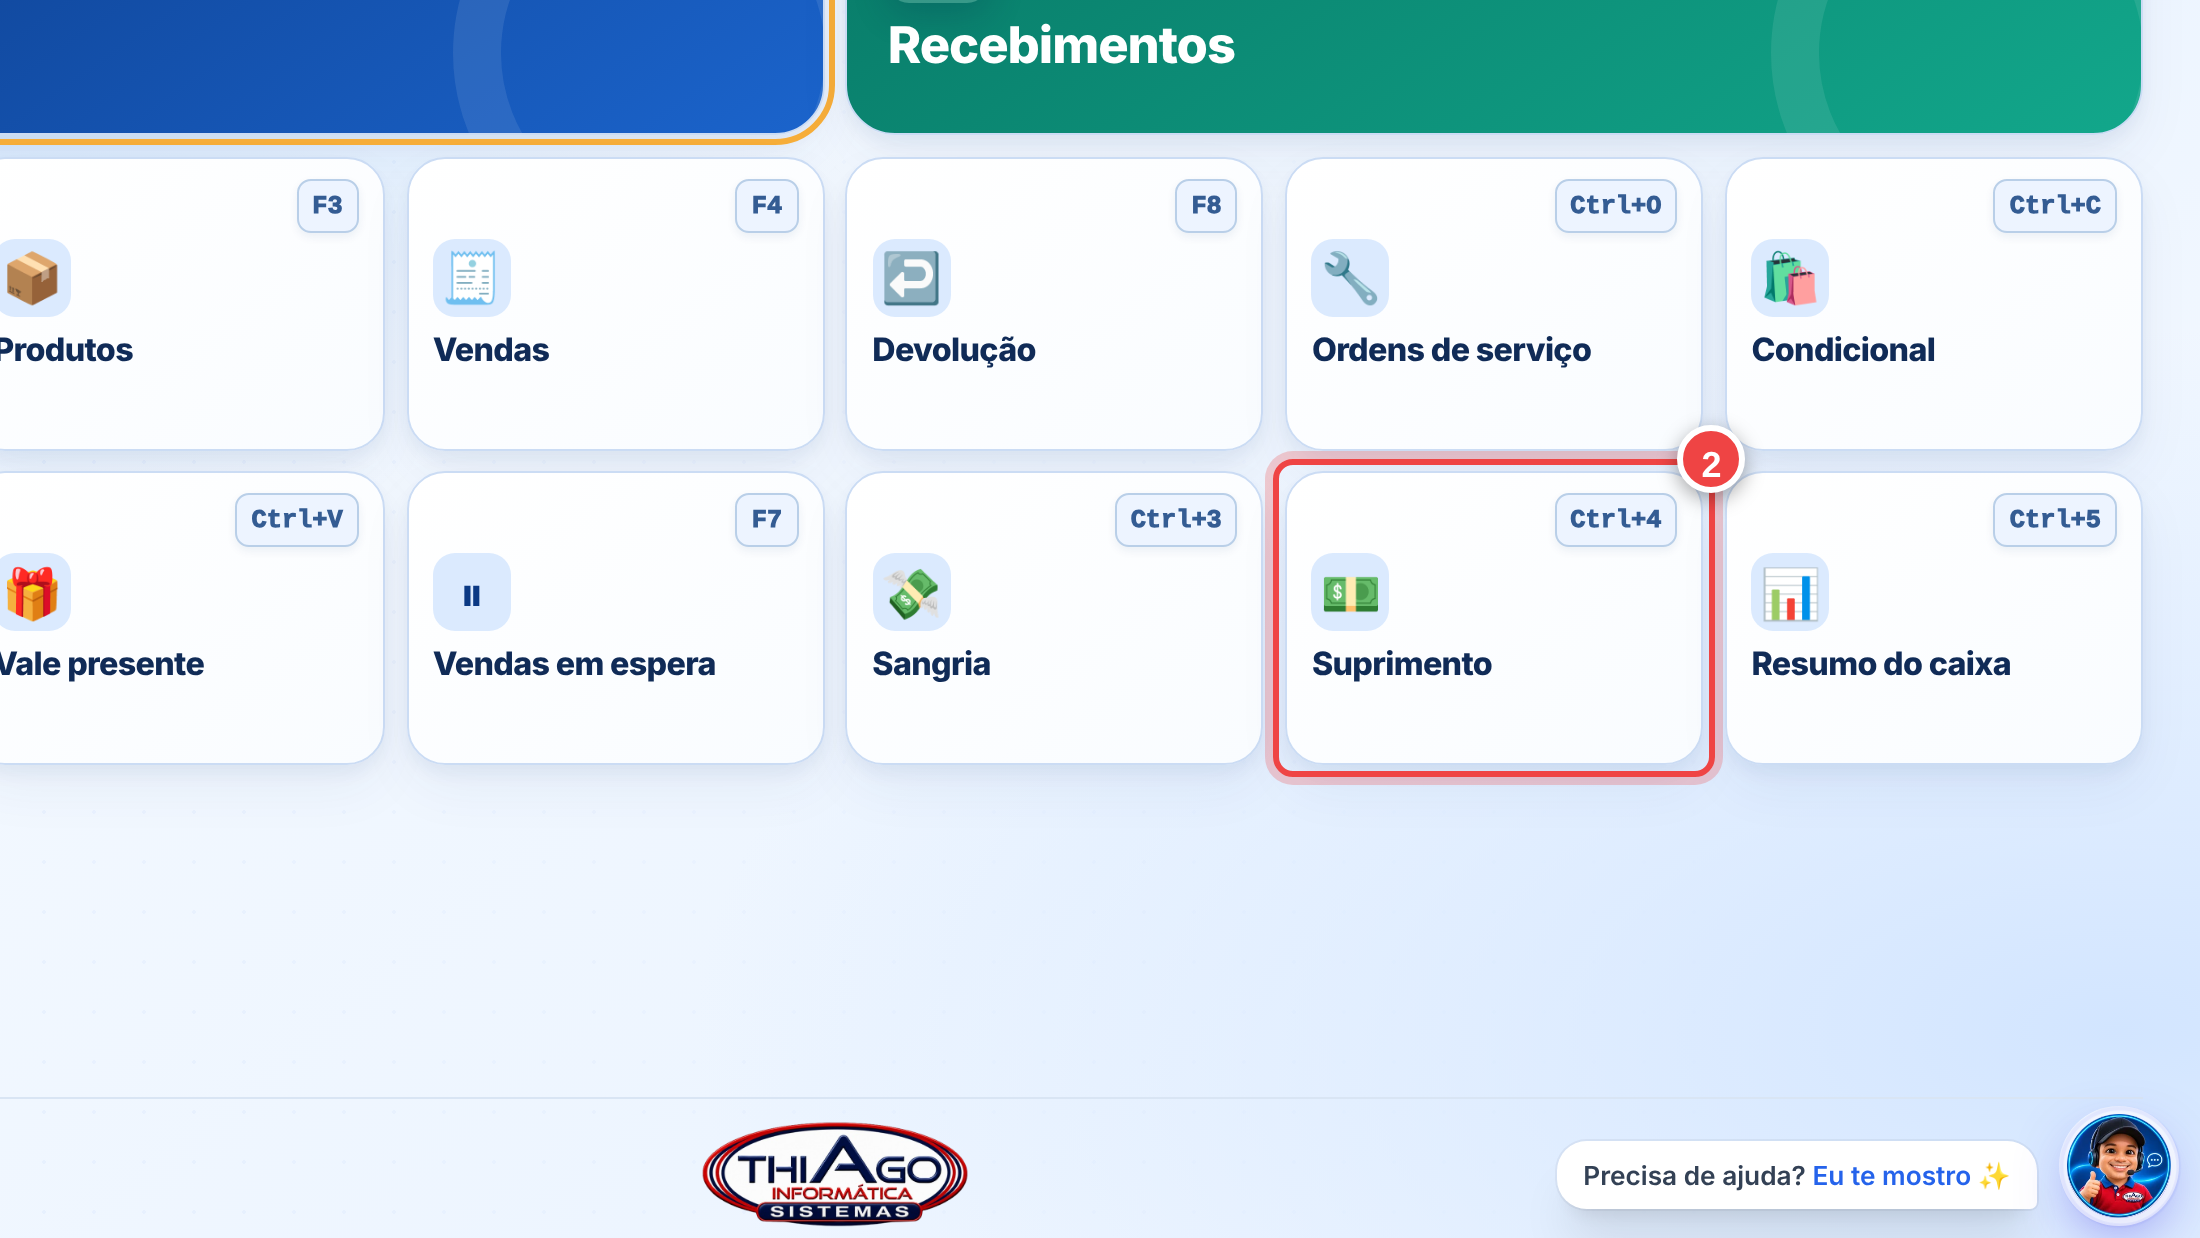 Recebimentos
F3
F4
F8
Ctrl+O
Ctrl+C
Produtos
Vendas
Devolução
Ordens de serviço
Condicional
2
Ctrl+V
F7
Ctrl+3
Ctrl+4
Ctrl+5
Vale presente
Vendas em espera
Sangria
Suprimento
Resumo do caixa
THIAGO
INFORMÁTICA
SISTEMAS
Precisa de ajuda? Eu te mostro ✨